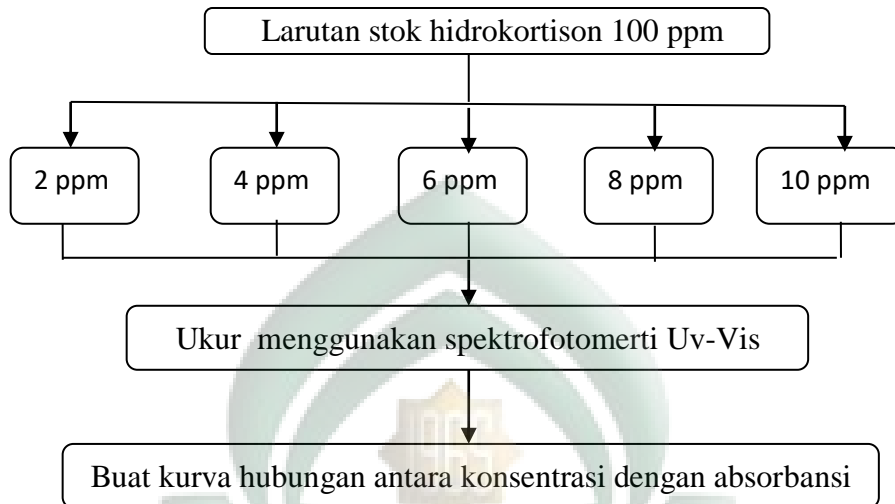 Larutan stok hidrokortison 100 ppm
2 ppm
4 ppm
6 ppm
8 ppm
10 ppm
Ukur menggunakan spektrofotomerti Uv-Vis
1965
Buat kurva hubungan antara konsentrasi dengan absorbansi